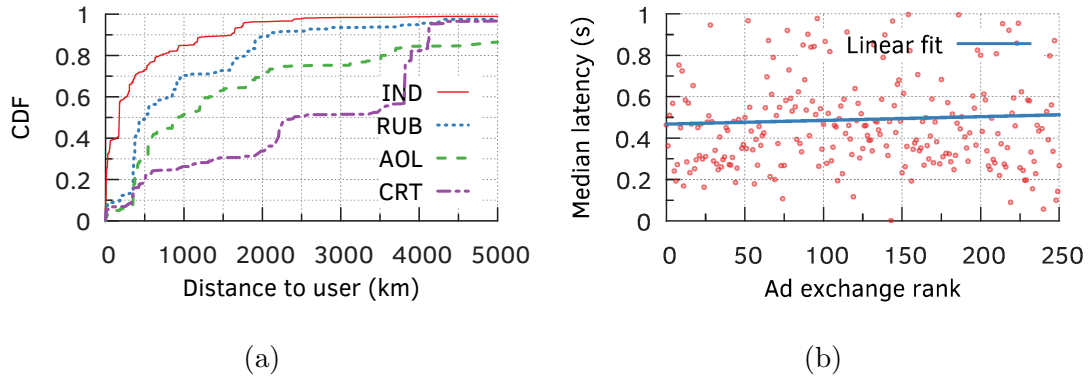 CDF
1
0.8
0.6
0.4
0.2
0
0 1000 2000 3000 4000 5000
Distance to user (km)
IND
RUB
AOL
CRT
(a)
Median latency (s)
1
0.8
0.6
0.4
0.2
0
0 50 100 150 200 250
Ad exchange rank
Linear fit
(b)